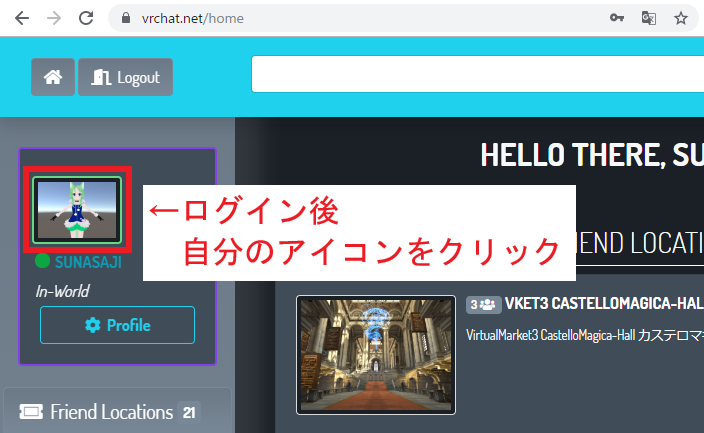 vrchat.net/home
Logout
HELLO THERE, SU
←ログイン後
自分のアイコンをクリック
IEND LOCATI
SUNASAJI
In-World
Profile
3 VKET3 CASTELLOMAGICA-HAL
VirtualMarket3 CastelloMagica-Hall カステロマ
Friend Locations 21